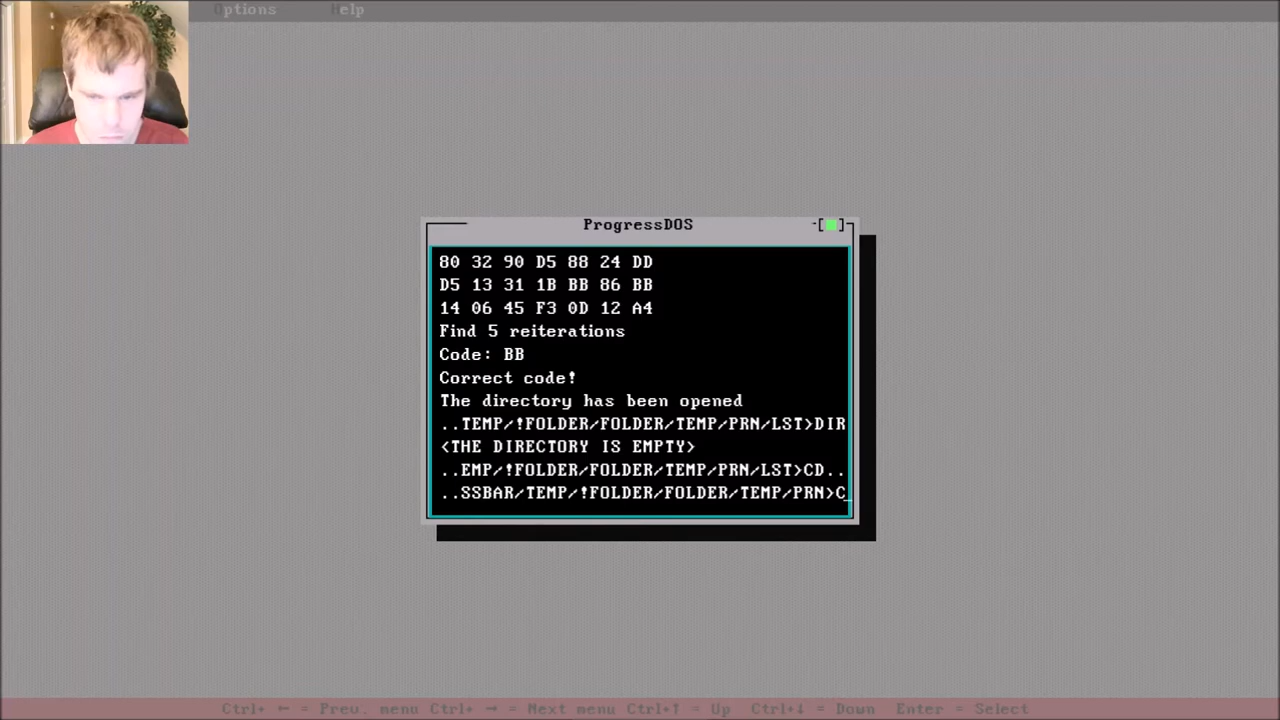 Options Help
ProgressDOS
80 32 90 D5 88 24 DD
D5 13 31 1B BB 86 BB
14 06 45 F3 0D 12 A4
Find 5 reiterations
Code: BB
Correct code!
The directory has been opened
..TEMP/!FOLDER/FOLDER/TEMP/PRN/LST>DIR
<THE DIRECTORY IS EMPTY>
..EMP/!FOLDER/FOLDER/TEMP/PRN/LST>CD..
..SSBAR/TEMP/!FOLDER/FOLDER/TEMP/PRN>C_
Ctrl+ ← = Prev. menu Ctrl+ → = Next menu Ctrl+↑ = Up Ctrl+↓ = Down Enter = Select